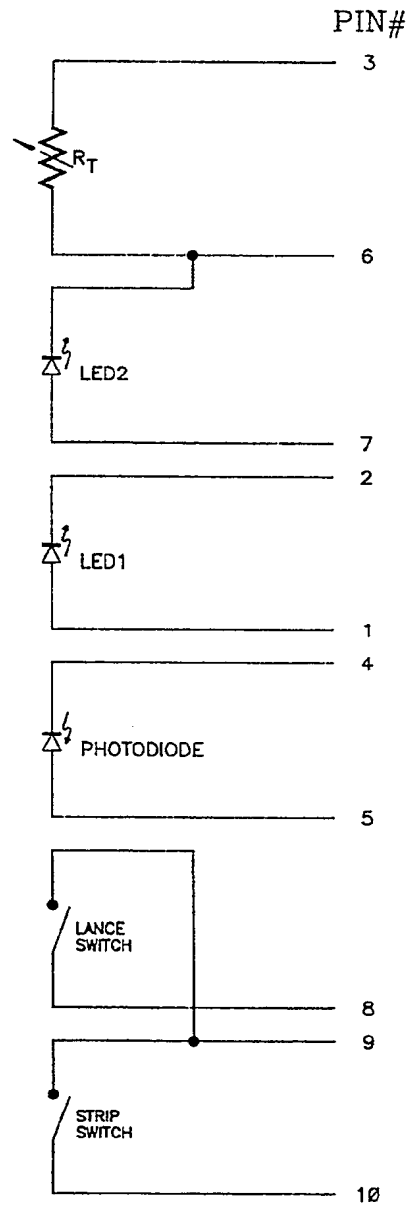 PIN#
3
RT
6
LED2
7
2
LED1
1
4
PHOTODIODE
5
LANCE
SWITCH
8
9
STRIP
SWITCH
10